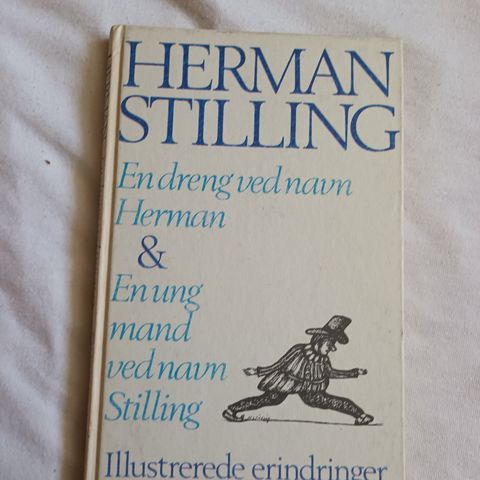 HERMAN
STILLING
En dreng ved navn
Herman
&
En ung
mand
ved navn
Stilling
Illustrerede erindringer